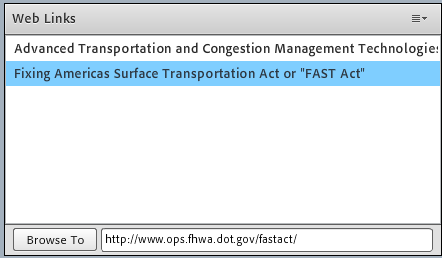 Web Links
Advanced Transportation and Congestion Management Technologies
Fixing Americas Surface Transportation Act or "FAST Act"
Browse To
http://www.ops.fhwa.dot.gov/fastact/